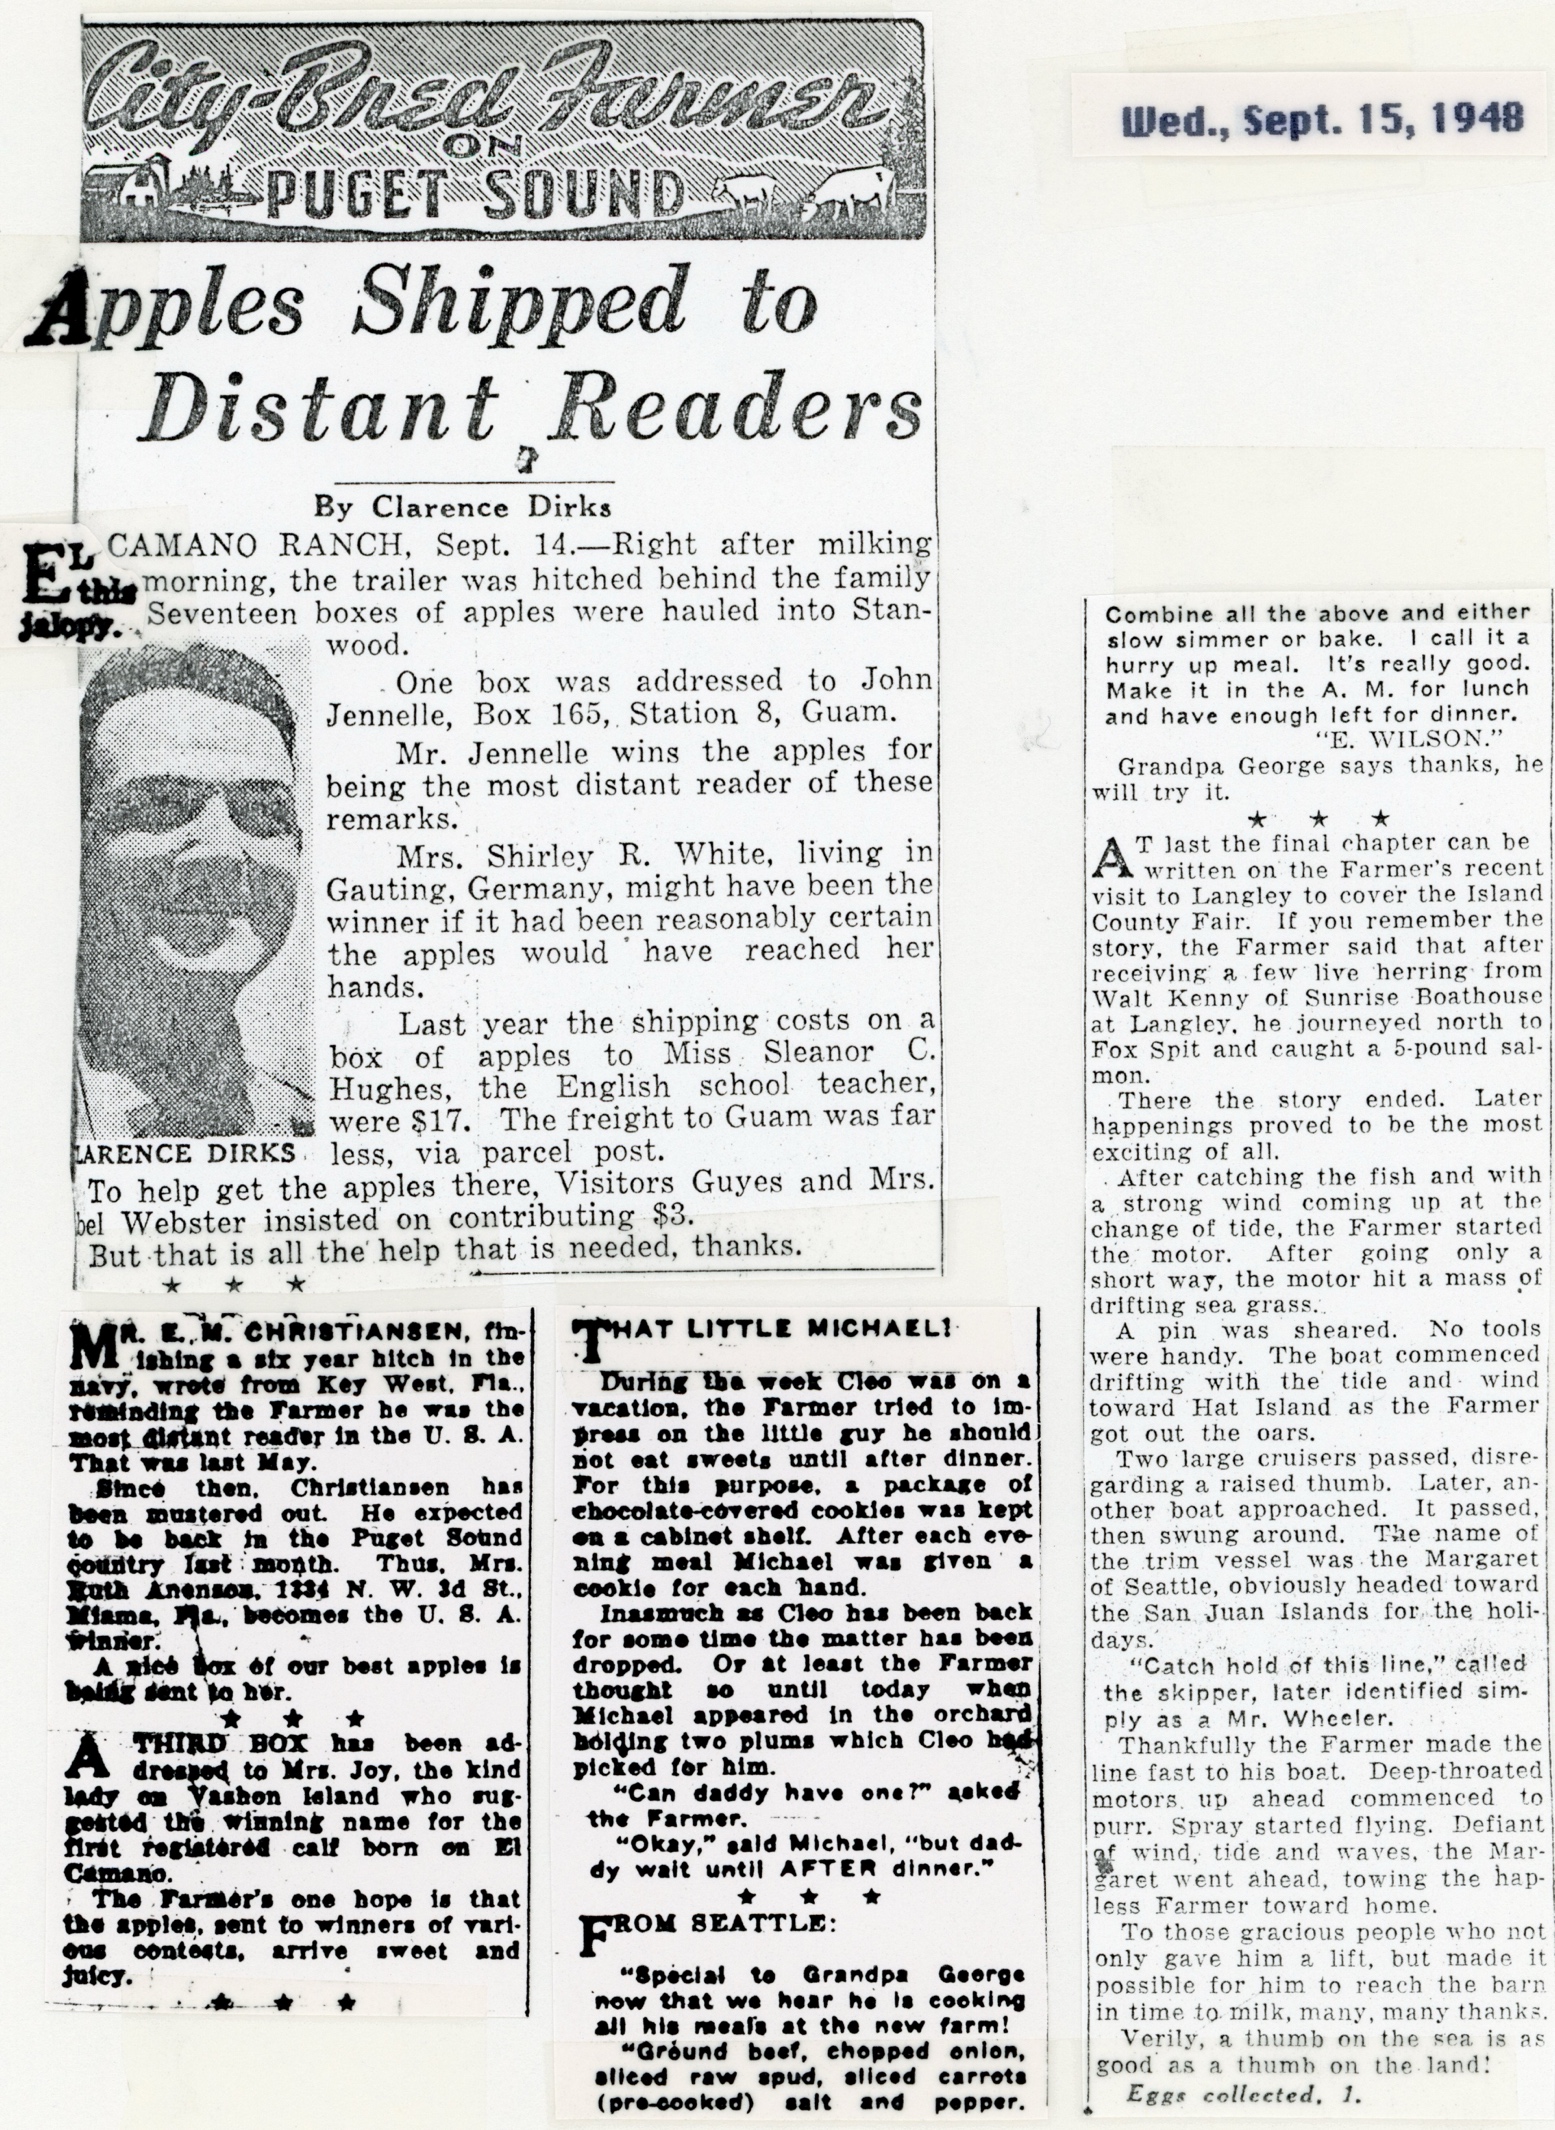 City-Bred Farmer
ON
PUGET SOUND
Wed., Sept. 15, 1948
Apples Shipped to
Distant Readers
By Clarence Dirks
EL CAMANO RANCH, Sept. 14.—Right after milking
this morning, the trailer was hitched behind the family
jalopy. Seventeen boxes of apples were hauled into Stan-
wood.
One box was addressed to John
Jennelle, Box 165, Station 8, Guam.
Mr. Jennelle wins the apples for
being the most distant reader of these
remarks.
Mrs. Shirley R. White, living in
Gauting, Germany, might have been the
winner if it had been reasonably certain
the apples would have reached her
hands.
Last year the shipping costs on a
box of apples to Miss Sleanor C.
Hughes, the English school teacher,
were $17. The freight to Guam was far
LARENCE DIRKS less, via parcel post.
To help get the apples there, Visitors Guyes and Mrs.
bel Webster insisted on contributing $3.
But that is all the help that is needed, thanks.
★ ★ ★
MR. E. M. CHRISTIANSEN, fin-
ishing a six year hitch in the
navy, wrote from Key West, Fla.,
reminding the Farmer he was the
most distant reader in the U. S. A.
That was last May.
Since then, Christiansen has
been mustered out. He expected
to be back in the Puget Sound
country last month. Thus, Mrs.
Ruth Anenson, 1334 N. W. 3d St.,
Miama, Fla., becomes the U. S. A.
winner.
A nice box of our best apples is
being sent to her.
★ ★ ★
A THIRD BOX has been ad-
dressed to Mrs. Joy, the kind
lady on Vashon Island who sug-
gested the winning name for the
first registered calf born on El
Camano.
The Farmer's one hope is that
the apples, sent to winners of vari-
ous contests, arrive sweet and
juicy.
★ ★ ★
THAT LITTLE MICHAEL!
During the week Cleo was on a
vacation, the Farmer tried to im-
press on the little guy he should
not eat sweets until after dinner.
For this purpose, a package of
chocolate-covered cookies was kept
on a cabinet shelf. After each eve-
ning meal Michael was given a
cookie for each hand.
Inasmuch as Cleo has been back
for some time the matter has been
dropped. Or at least the Farmer
thought so until today when
Michael appeared in the orchard
holding two plums which Cleo had
picked for him.
"Can daddy have one?" asked
the Farmer.
"Okay," said Michael, "but dad-
dy wait until AFTER dinner."
★ ★ ★
FROM SEATTLE:
"Special to Grandpa George
now that we hear he is cooking
all his meals at the new farm!
"Ground beef, chopped onion,
sliced raw spud, sliced carrots
(pre-cooked) salt and pepper.
Combine all the above and either
slow simmer or bake. I call it a
hurry up meal. It's really good.
Make it in the A. M. for lunch
and have enough left for dinner.
"E. WILSON."
Grandpa George says thanks, he
will try it.
★ ★ ★
AT last the final chapter can be
written on the Farmer's recent
visit to Langley to cover the Island
County Fair. If you remember the
story, the Farmer said that after
receiving a few live herring from
Walt Kenny of Sunrise Boathouse
at Langley, he journeyed north to
Fox Spit and caught a 5-pound sal-
mon.
There the story ended. Later
happenings proved to be the most
exciting of all.
After catching the fish and with
a strong wind coming up at the
change of tide, the Farmer started
the motor. After going only a
short way, the motor hit a mass of
drifting sea grass.
A pin was sheared. No tools
were handy. The boat commenced
drifting with the tide and wind
toward Hat Island as the Farmer
got out the oars.
Two large cruisers passed, disre-
garding a raised thumb. Later, an-
other boat approached. It passed,
then swung around. The name of
the trim vessel was the Margaret
of Seattle, obviously headed toward
the San Juan Islands for the holi-
days.
"Catch hold of this line," called
the skipper, later identified sim-
ply as a Mr. Wheeler.
Thankfully the Farmer made the
line fast to his boat. Deep-throated
motors up ahead commenced to
purr. Spray started flying. Defiant
of wind, tide and waves, the Mar-
garet went ahead, towing the hap-
less Farmer toward home.
To those gracious people who not
only gave him a lift, but made it
possible for him to reach the barn
in time to milk, many, many thanks.
Verily, a thumb on the sea is as
good as a thumb on the land!
Eggs collected, 1.